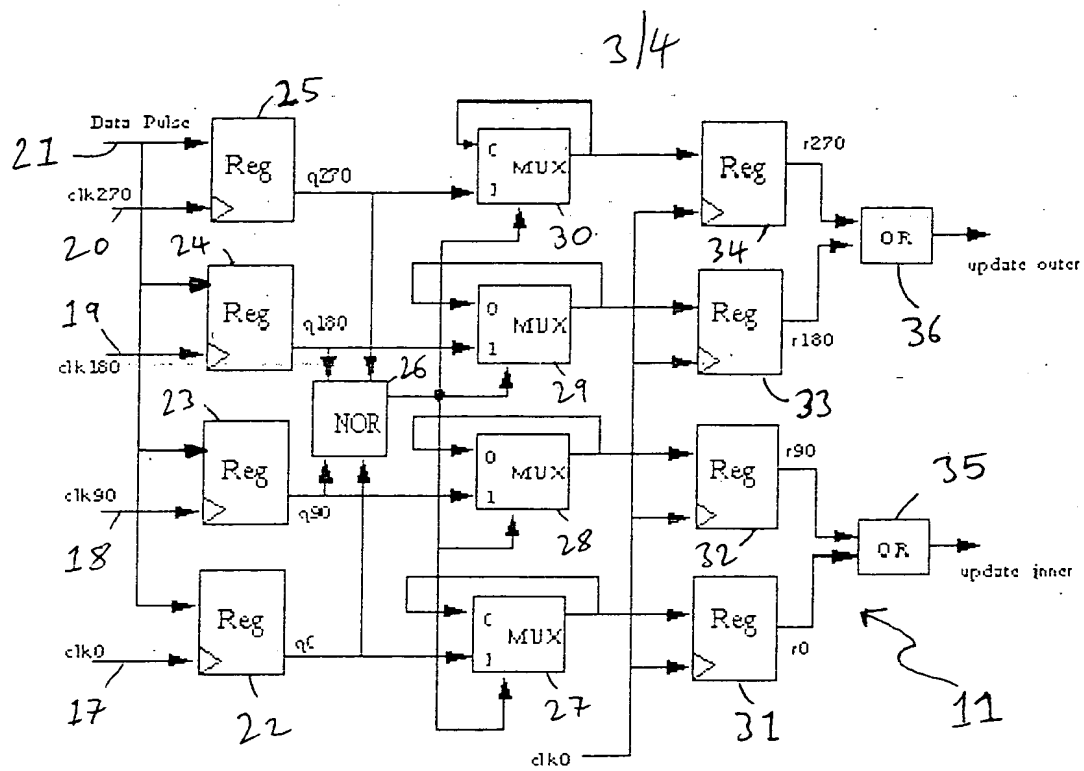 3/4
25
Data Pulse
21
Reg
clk270
20
q270
0
1
MUX
30
Reg
34
r270
OR
36
update outer
24
Reg
19
clk180
q180
0
1
MUX
29
Reg
33
r180
26
NOR
23
Reg
clk90
18
q90
0
1
MUX
28
Reg
32
r90
35
OR
update inner
Reg
clk0
17
22
q0
0
1
MUX
27
Reg
31
r0
11
clk0